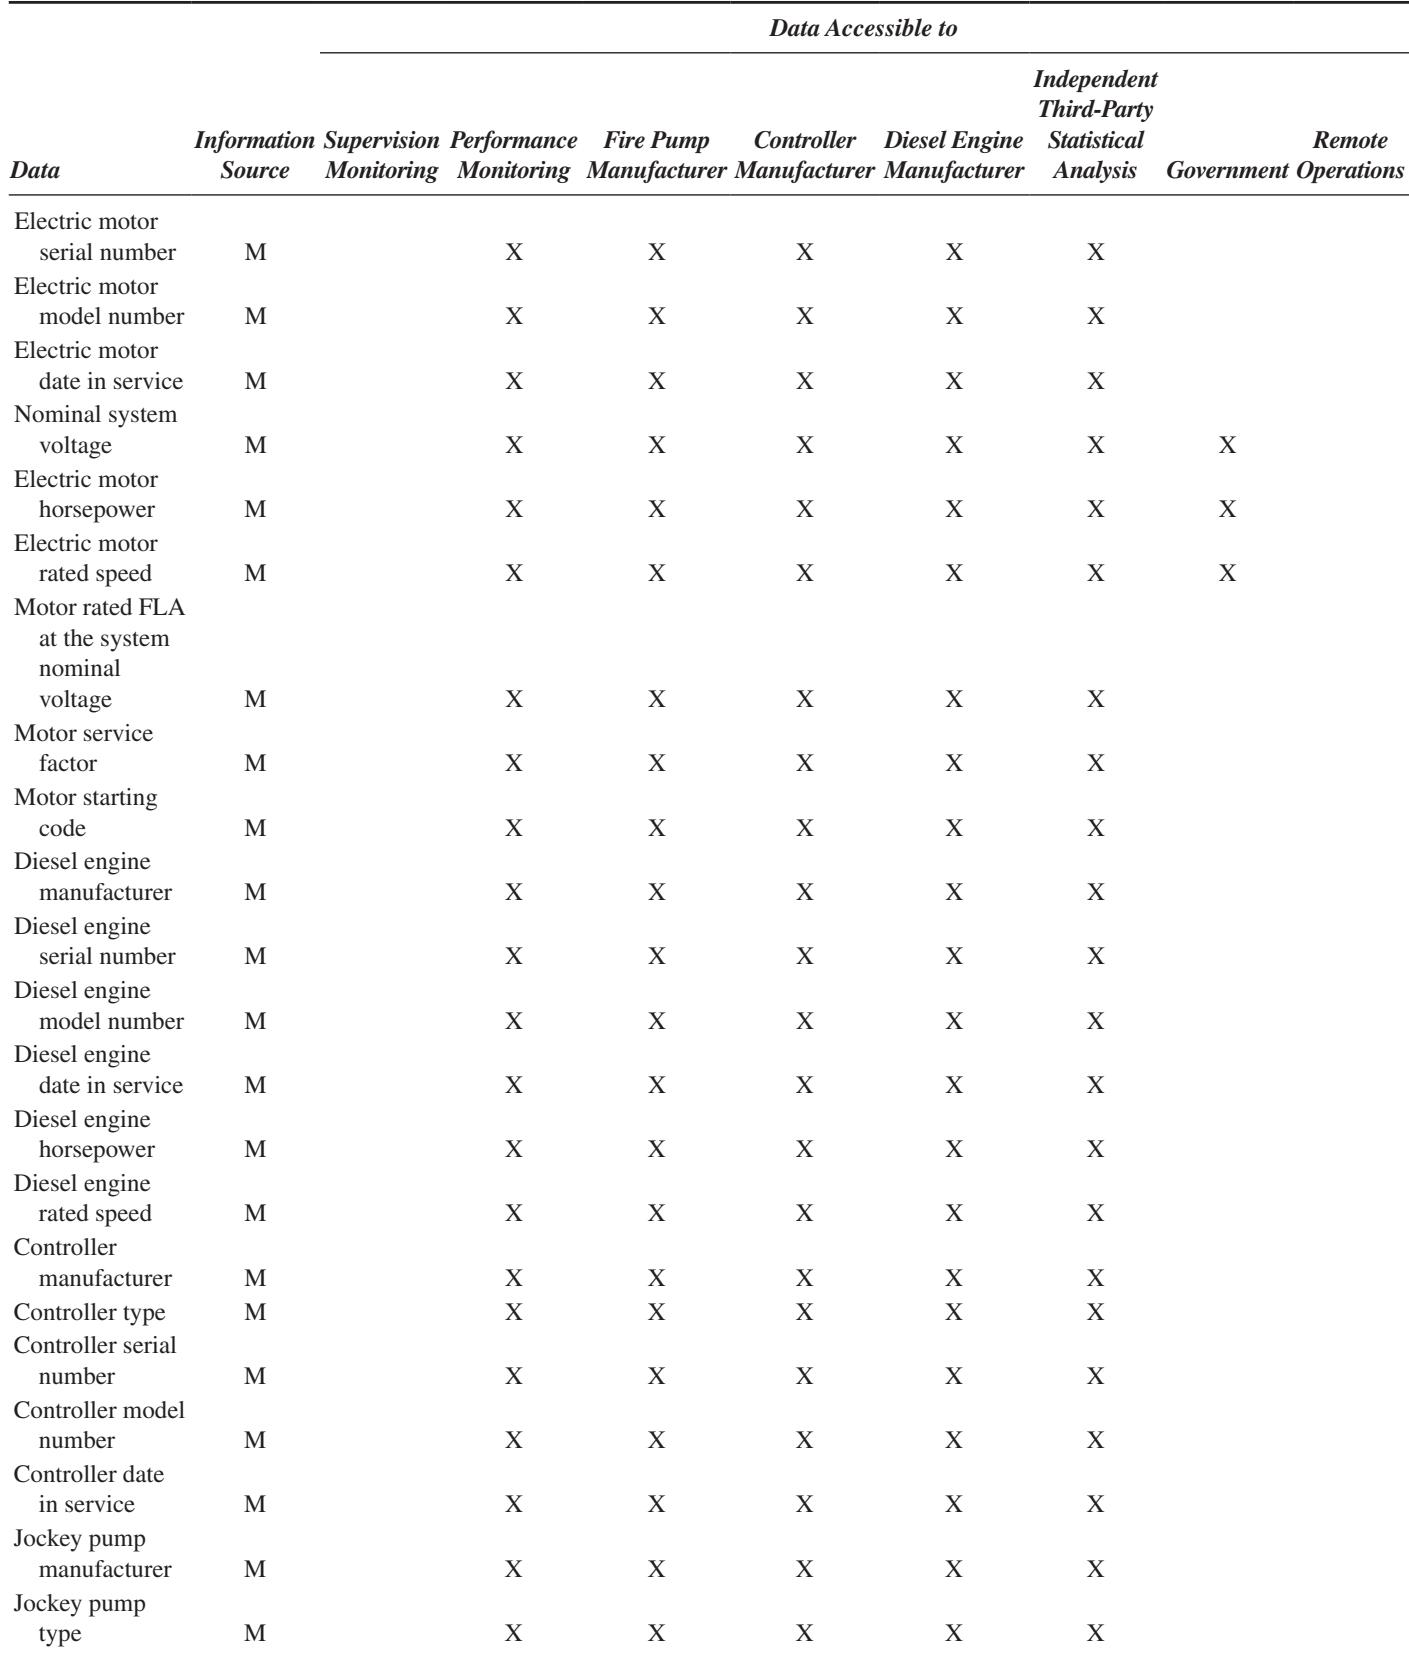 Data Accessible to
Independent
Third-Party
Information Supervision Performance Fire Pump Controller Diesel Engine Statistical Remote
Data Source Monitoring Monitoring Manufacturer Manufacturer Manufacturer Analysis Government Operations
Electric motor
serial number M X X X X X
Electric motor
model number M X X X X X
Electric motor
date in service M X X X X X
Nominal system
voltage M X X X X X X
Electric motor
horsepower M X X X X X X
Electric motor
rated speed M X X X X X X
Motor rated FLA
at the system
nominal
voltage M X X X X X
Motor service
factor M X X X X X
Motor starting
code M X X X X X
Diesel engine
manufacturer M X X X X X
Diesel engine
serial number M X X X X X
Diesel engine
model number M X X X X X
Diesel engine
date in service M X X X X X
Diesel engine
horsepower M X X X X X
Diesel engine
rated speed M X X X X X
Controller
manufacturer M X X X X X
Controller type M X X X X X
Controller serial
number M X X X X X
Controller model
number M X X X X X
Controller date
in service M X X X X X
Jockey pump
manufacturer M X X X X X
Jockey pump
type M X X X X X